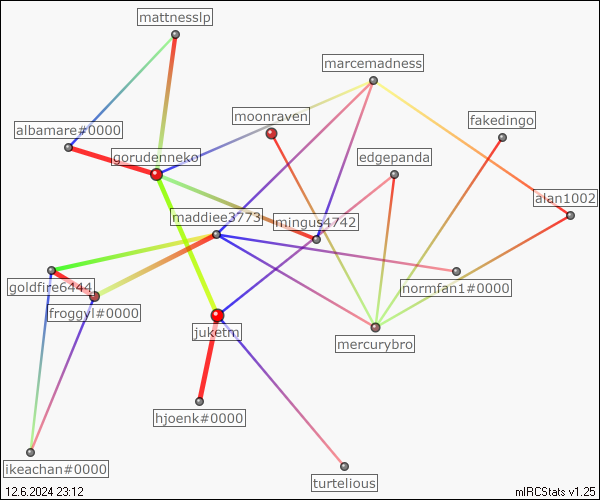 mattnesslp
marcemadness
moonraven
fakedingo
albamare#0000
gorudenneko
edgepanda
alan1002
maddiee3773
mingus4742
goldfire6444
normfan1#0000
froggyl#0000
juketm
mercurybro
hjoenk#0000
ikeachan#0000
turtelious
12.6.2024 23:12
mIRCStats v1.25